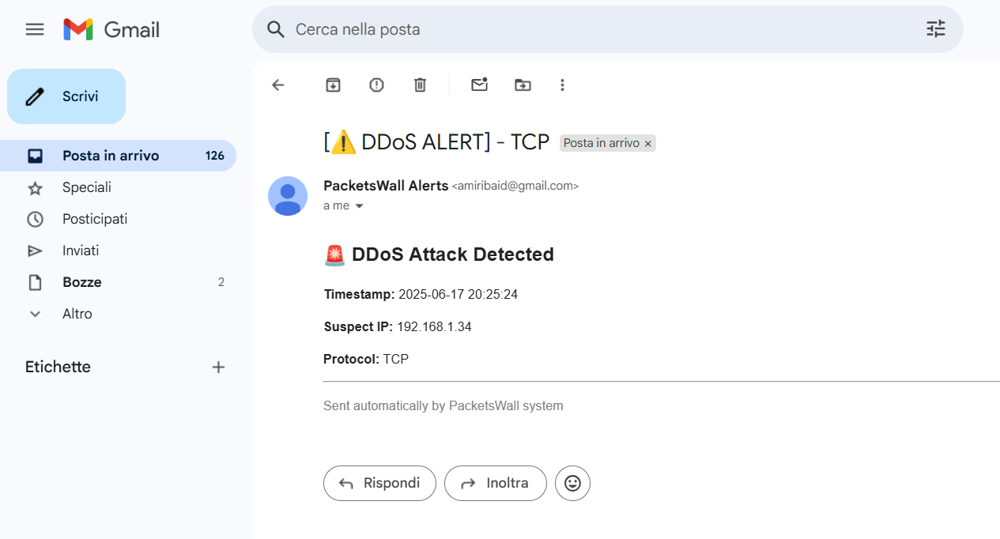 Gmail
Cerca nella posta
Scrivi
Posta in arrivo 126
Speciali
Posticipati
Inviati
Bozze 2
Altro
Etichette
[⚠️ DDoS ALERT] - TCP Posta in arrivo ×
PacketsWall Alerts <amiribaid@gmail.com>
a me
🚨 DDoS Attack Detected
Timestamp: 2025-06-17 20:25:24
Suspect IP: 192.168.1.34
Protocol: TCP
Sent automatically by PacketsWall system
Rispondi
Inoltra